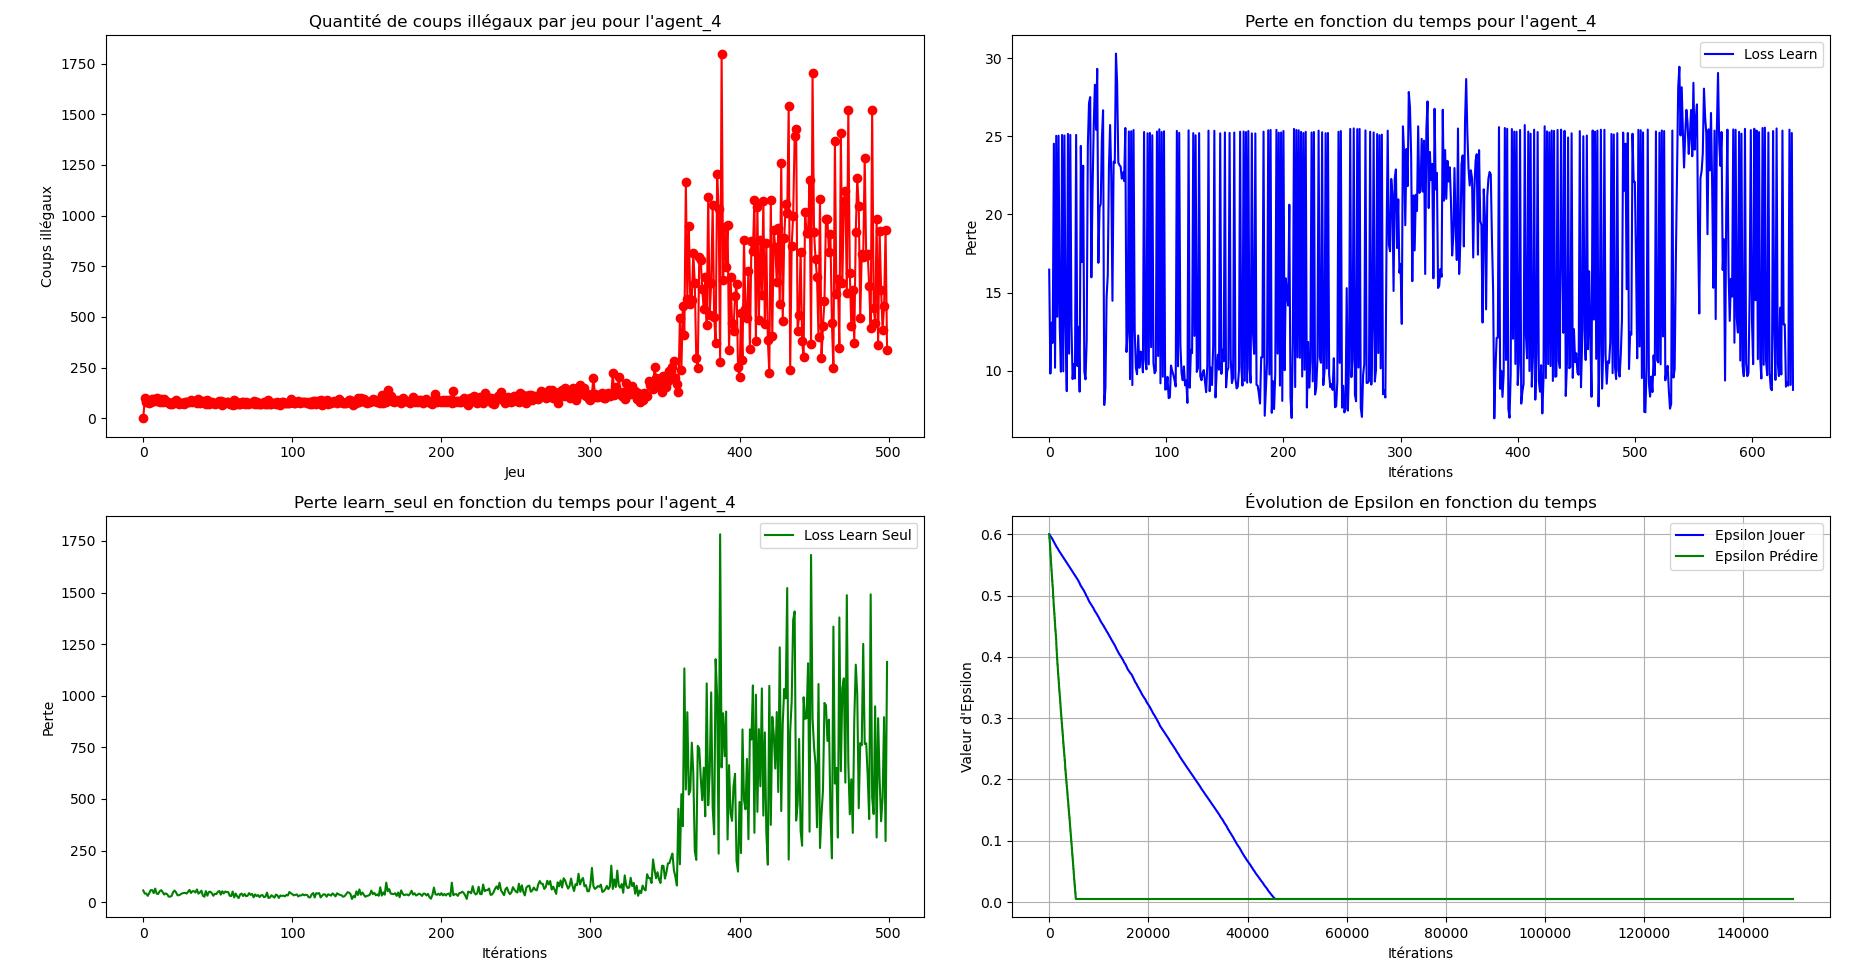 Quantité de coups illégaux par jeu pour l'agent_4
Coups illégaux
1750
1500
1250
1000
750
500
250
0
0 100 200 300 400 500
Jeu
Perte en fonction du temps pour l'agent_4
Loss Learn
Perte
30
25
20
15
10
0 100 200 300 400 500 600
Itérations
Perte learn_seul en fonction du temps pour l'agent_4
Loss Learn Seul
Perte
1750
1500
1250
1000
750
500
250
0
0 100 200 300 400 500
Itérations
Évolution de Epsilon en fonction du temps
Epsilon Jouer
Epsilon Prédire
Valeur d'Epsilon
0.6
0.5
0.4
0.3
0.2
0.1
0.0
0 20000 40000 60000 80000 100000 120000 140000
Itérations